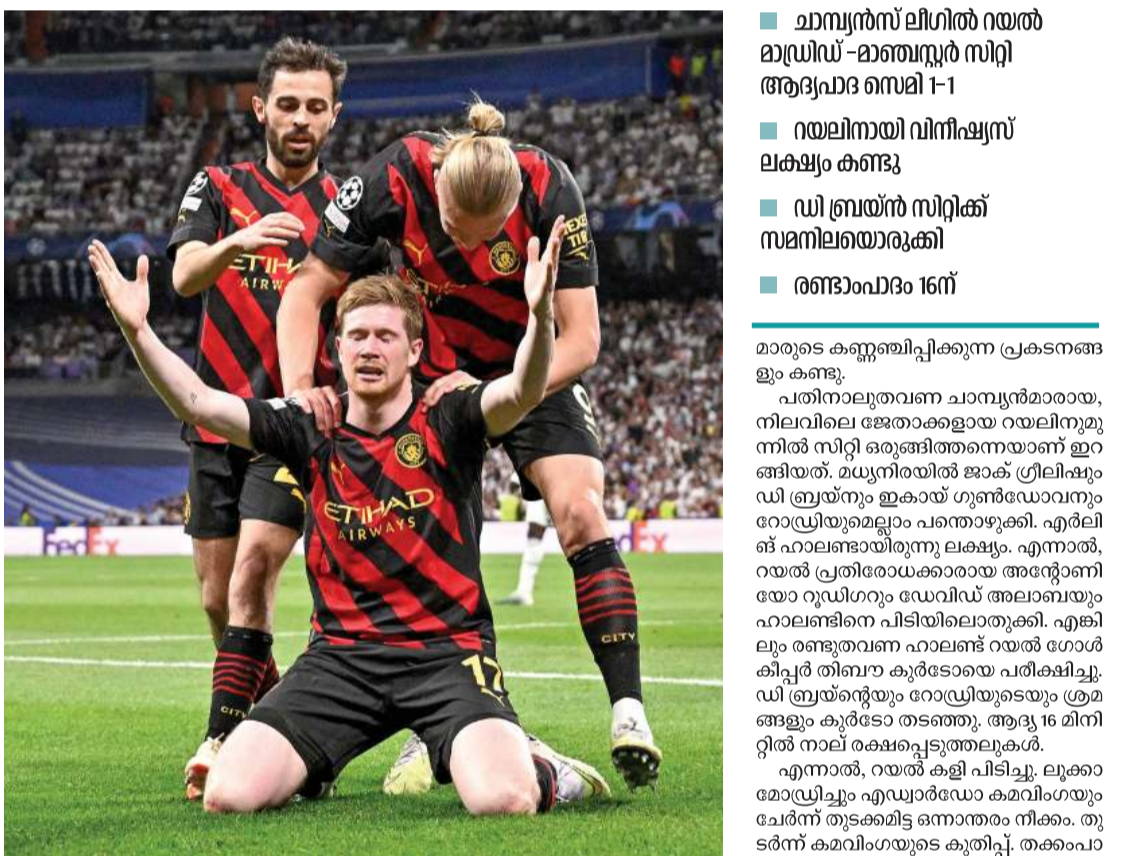 ■ ചാമ്പ്യൻസ് ലീഗിൽ റയൽ
മാഡ്രിഡ് –മാഞ്ചസ്റ്റർ സിറ്റി
ആദ്യപാദ സെമി 1–1
■ റയലിനായി വിനീഷ്യസ്
ലക്ഷ്യം കണ്ടു
■ ഡി ബ്രയ്ൻ സിറ്റിക്ക്
സമനിലയൊരുക്കി
■ രണ്ടാംപാദം 16ന്
മാരുടെ കണ്ണഞ്ചിപ്പിക്കുന്ന പ്രകടനങ്ങ
ളും കണ്ടു.
പതിനാലുതവണ ചാമ്പ്യൻമാരായ,
നിലവിലെ ജേതാക്കളായ റയലിനുമു
ന്നിൽ സിറ്റി ഒരുങ്ങിത്തന്നെയാണ് ഇറ
ങ്ങിയത്. മധ്യനിരയിൽ ജാക് ഗ്രീലിഷും
ഡി ബ്രയ്നും ഇകായ് ഗുൺഡോവനും
റോഡ്രിയുമെല്ലാം പന്തൊഴുക്കി. എർലി
ങ് ഹാലണ്ടായിരുന്നു ലക്ഷ്യം. എന്നാൽ,
റയൽ പ്രതിരോധക്കാരായ അന്റോണി
യോ റൂഡിഗറും ഡേവിഡ് അലാബയും
ഹാലണ്ടിനെ പിടിയിലൊതുക്കി. എങ്കി
ലും രണ്ടുതവണ ഹാലണ്ട് റയൽ ഗോൾ
കീപ്പർ തിബൗ കുർടോയെ പരീക്ഷിച്ചു.
ഡി ബ്രയ്ന്റെയും റോഡ്രിയുടെയും ശ്രമ
ങ്ങളും കുർടോ തടഞ്ഞു. ആദ്യ 16 മിനി
റ്റിൽ നാല് രക്ഷപ്പെടുത്തലുകൾ.
എന്നാൽ, റയൽ കളി പിടിച്ചു. ലൂക്കാ
മോഡ്രിച്ചും എഡ്വാർഡോ കമവിംഗയും
ചേർന്ന് തുടക്കമിട്ട ഒന്നാന്തരം നീക്കം. തു
ടർന്ന് കമവിംഗയുടെ കുതിപ്പ്. തക്കംപാ
ETIHAD
AIRWAYS
17
CITY
CITY
FedEx